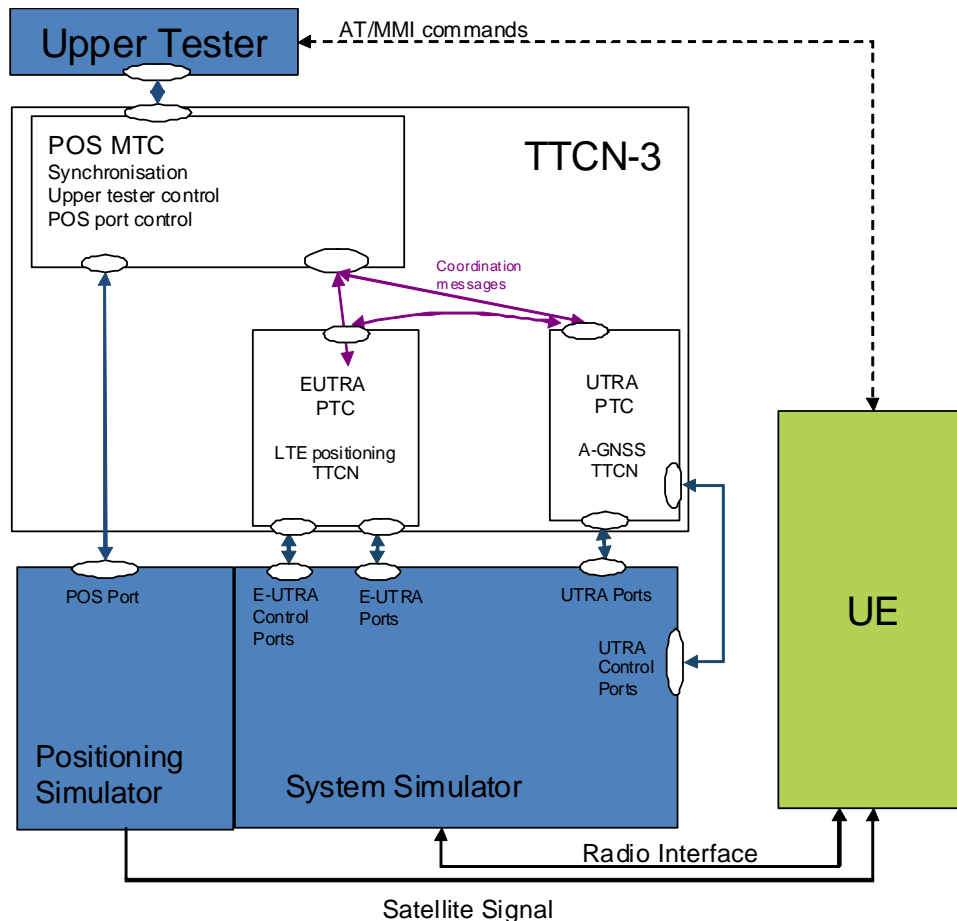 Upper Tester
AT/MMI commands
TTCN-3
POS MTC
Synchronisation
Upper tester control
POS port control
Coordination
messages
EUTRA
PTC
LTE positioning
TTCN
UTRA
PTC
A-GNSS
TTCN
POS Port
E-UTRA
Control
Ports
E-UTRA
Ports
UTRA Ports
UTRA
Control
Ports
UE
Positioning
Simulator
System Simulator
Radio Interface
Satellite Signal